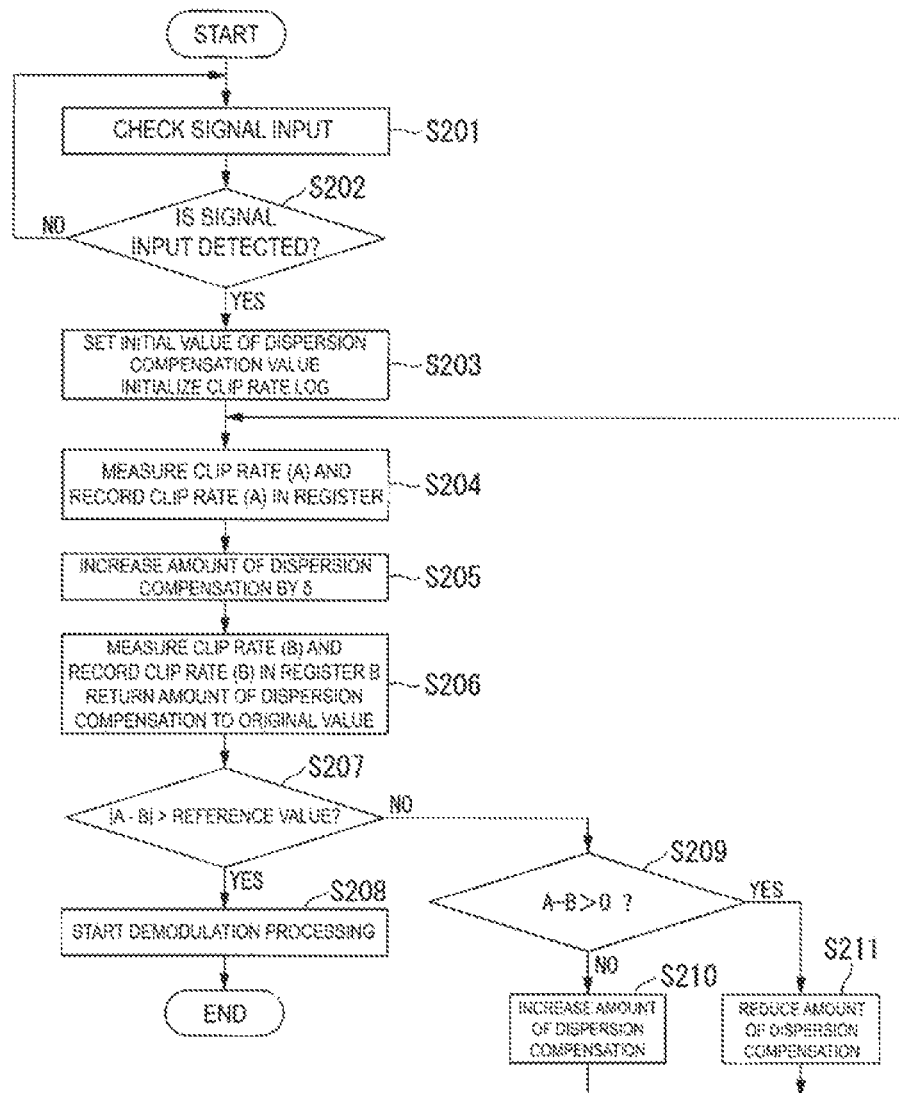 START
CHECK SIGNAL INPUT
S201
S202
IS SIGNAL
INPUT DETECTED?
NO
YES
SET INITIAL VALUE OF DISPERSION
COMPENSATION VALUE
INITIALIZE CLIP RATE LOG
S203
MEASURE CLIP RATE (A) AND
RECORD CLIP RATE (A) IN REGISTER
S204
INCREASE AMOUNT OF DISPERSION
COMPENSATION BY δ
S205
MEASURE CLIP RATE (B) AND
RECORD CLIP RATE (B) IN REGISTER B
RETURN AMOUNT OF DISPERSION
COMPENSATION TO ORIGINAL VALUE
S206
S207
|A - B| > REFERENCE VALUE?
NO
YES
S208
START DEMODULATION PROCESSING
END
S209
A-B>0 ?
YES
NO
S210
INCREASE AMOUNT
OF DISPERSION
COMPENSATION
S211
REDUCE AMOUNT
OF DISPERSION
COMPENSATION